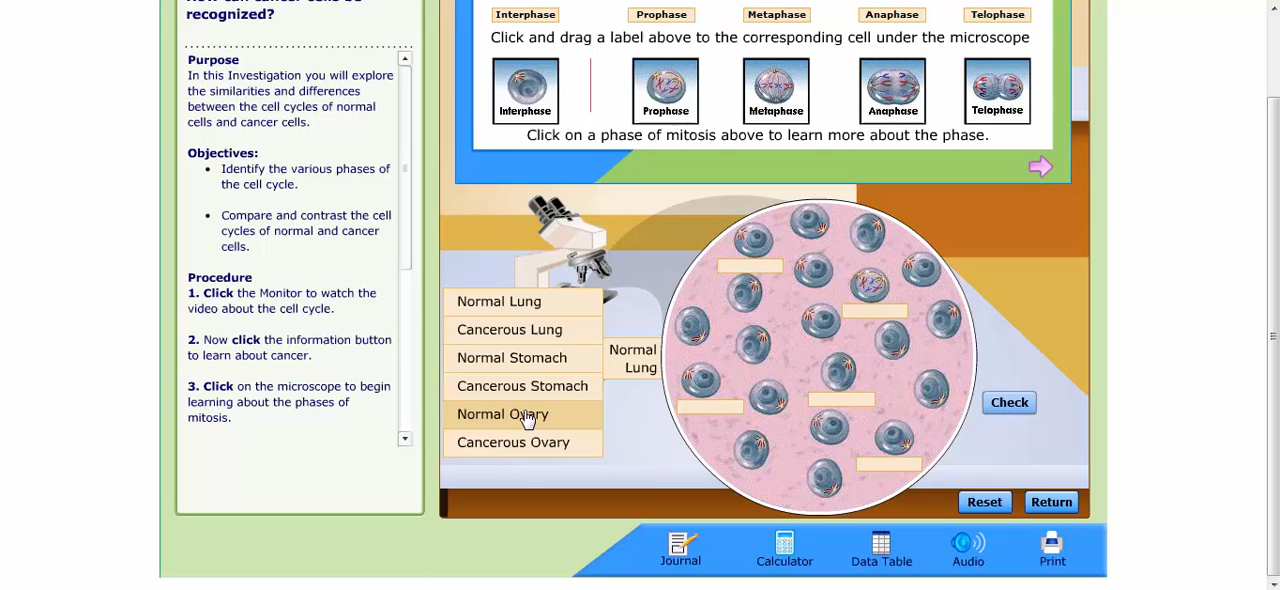 How can cancer cells be
recognized?
Purpose
In this Investigation you will explore
the similarities and differences
between the cell cycles of normal
cells and cancer cells.
Objectives:
• Identify the various phases of
the cell cycle.
• Compare and contrast the cell
cycles of normal and cancer
cells.
Procedure
1. Click the Monitor to watch the
video about the cell cycle.
2. Now click the information button
to learn about cancer.
3. Click on the microscope to begin
learning about the phases of
mitosis.
Interphase Prophase Metaphase Anaphase Telophase
Click and drag a label above to the corresponding cell under the microscope
Interphase Prophase Metaphase Anaphase Telophase
Click on a phase of mitosis above to learn more about the phase.
Normal Lung
Cancerous Lung
Normal Stomach
Cancerous Stomach
Normal Ovary
Cancerous Ovary
Normal
Lung
Check
Reset Return
Journal Calculator Data Table Audio Print